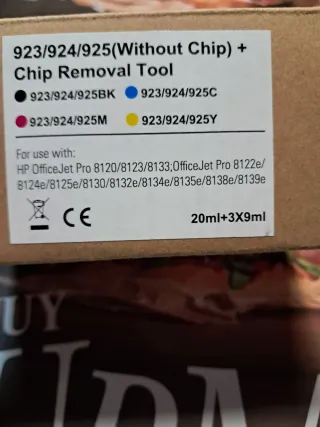 923/924/925(Without Chip) +
Chip Removal Tool
923/924/925BK 923/924/925C
923/924/925M 923/924/925Y
For use with:
HP OfficeJet Pro 8120/8123/8133;OfficeJet Pro 8122e/
8124e/8125e/8130/8132e/8134e/8135e/8138e/8139e
CE 20ml+3X9ml
UY